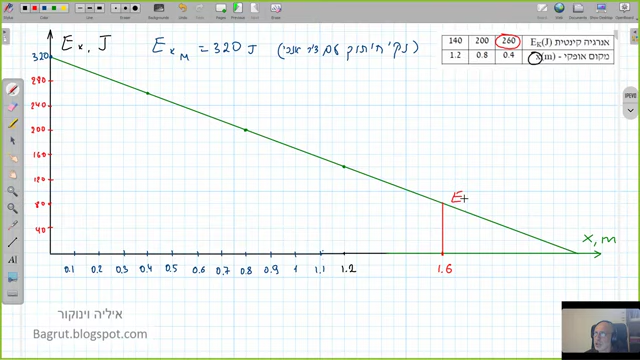 Eₖ, J
Eₖ_M = 320 J (נק' חיתוך עם ציר אנכי)
140 200 260 אנרגיה קינטית Eₖ(J)
1.2 0.8 0.4 מקום אופקי - x(m)
320
280
240
200
160
120
80
40
E
x, m
0.1 0.2 0.3 0.4 0.5 0.6 0.7 0.8 0.9 1 1.1 1.2 1.6
איליה וינוקור
Bagrut.blogspot.com